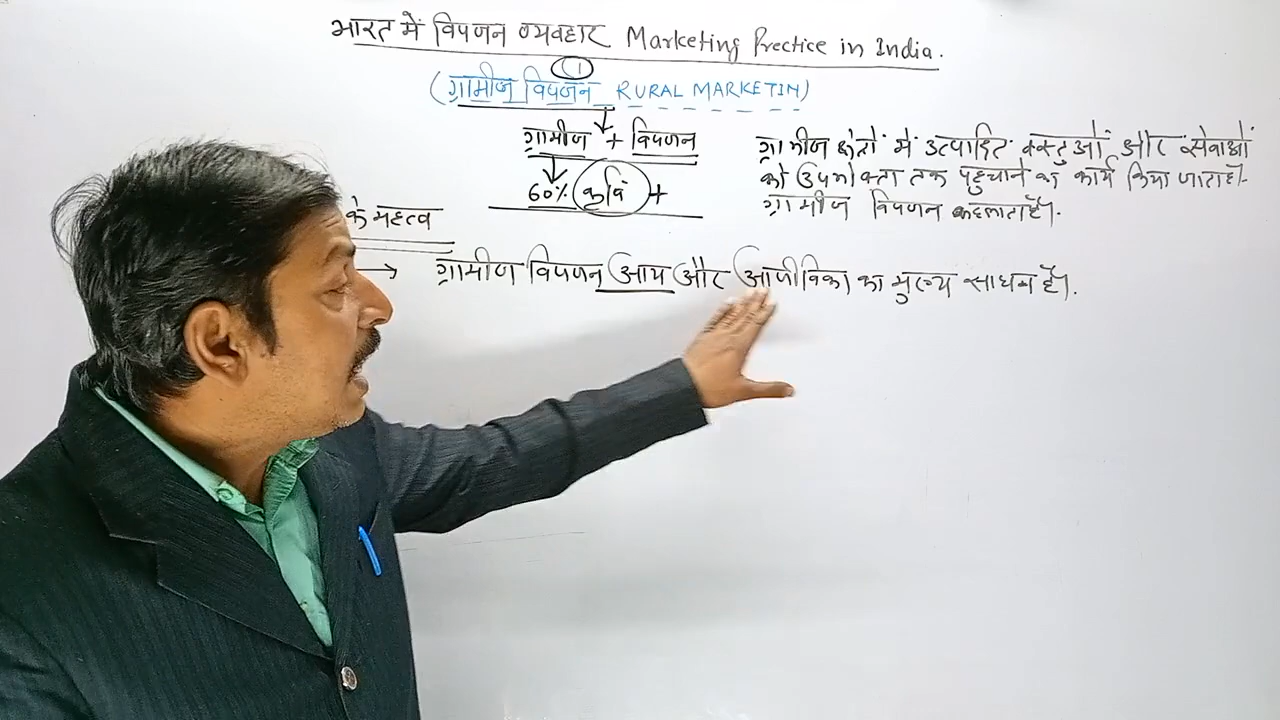 भारत में विपणन व्यवहार Marketing Prectice in India.
1
(ग्रामीण विपणन RURAL MARKETIN)
ग्रामीण + विपणन
60% कृषि +
ग्रामीण क्षेत्रों में उत्पादित वस्तुओं और सेवाओं
को उपभोक्ता तक पहुचाने का कार्य किया जाता है।
ग्रामीण विपणन कहलाता है।
के महत्व
ग्रामीण विपणन आय और आजीविका का मुख्य साधन है।